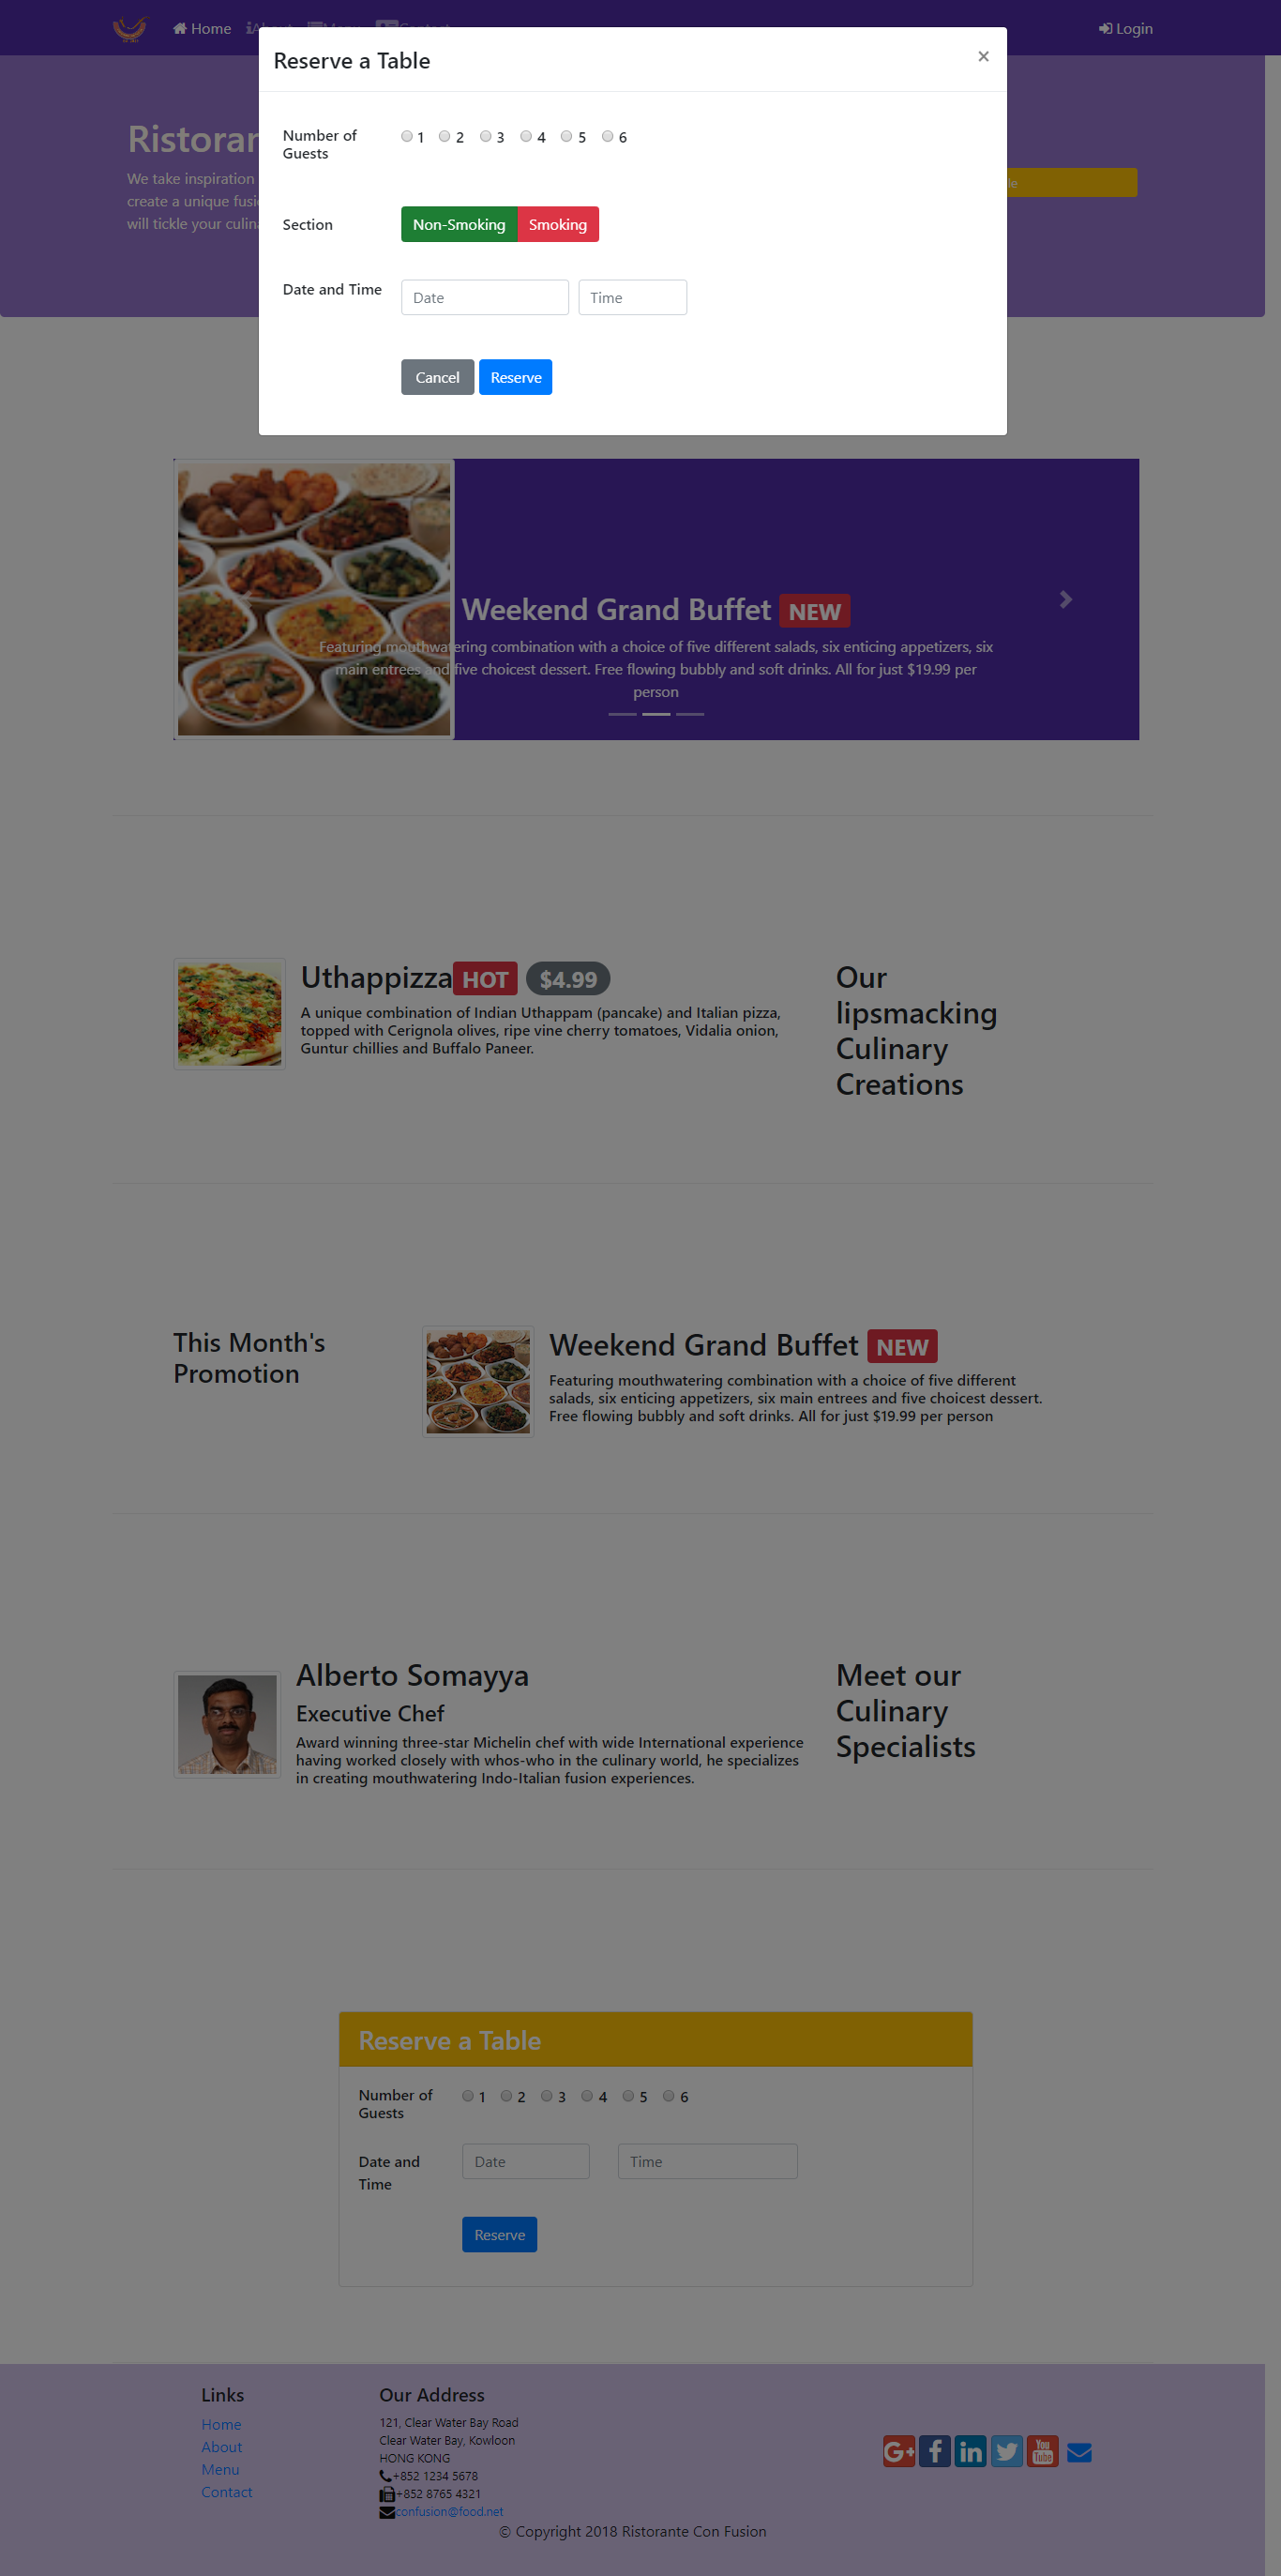 Home About Menu Contact Login
Reserve a Table ×
Ristoran
We take inspiration
create a unique fusi
will tickle your culina
le
Number of
Guests
1 2 3 4 5 6
Section Non-Smoking Smoking
Date and Time Date Time
Cancel Reserve
Weekend Grand Buffet NEW
Featuring mouthwatering combination with a choice of five different salads, six enticing appetizers, six
main entrees and five choicest dessert. Free flowing bubbly and soft drinks. All for just $19.99 per
person
Uthappizza HOT $4.99
A unique combination of Indian Uthappam (pancake) and Italian pizza,
topped with Cerignola olives, ripe vine cherry tomatoes, Vidalia onion,
Guntur chillies and Buffalo Paneer.
Our
lipsmacking
Culinary
Creations
This Month's
Promotion
Weekend Grand Buffet NEW
Featuring mouthwatering combination with a choice of five different
salads, six enticing appetizers, six main entrees and five choicest dessert.
Free flowing bubbly and soft drinks. All for just $19.99 per person
Alberto Somayya
Executive Chef
Award winning three-star Michelin chef with wide International experience
having worked closely with whos-who in the culinary world, he specializes
in creating mouthwatering Indo-Italian fusion experiences.
Meet our
Culinary
Specialists
Reserve a Table
Number of
Guests
1 2 3 4 5 6
Date and
Time
Date Time
Reserve
Links
Home
About
Menu
Contact
Our Address
121, Clear Water Bay Road
Clear Water Bay, Kowloon
HONG KONG
+852 1234 5678
+852 8765 4321
confusion@food.net
G+ f in You Tube
© Copyright 2018 Ristorante Con Fusion